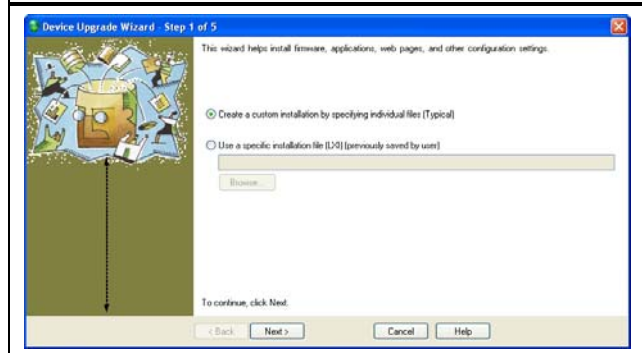 Device Upgrade Wizard - Step 1 of 5
This wizard helps install firmware, applications, web pages, and other configuration settings.
Create a custom installation by specifying individual files (Typical)
Use a specific installation file (LXI) (previously saved by user)
Browse...
To continue, click Next.
< Back
Next >
Cancel
Help